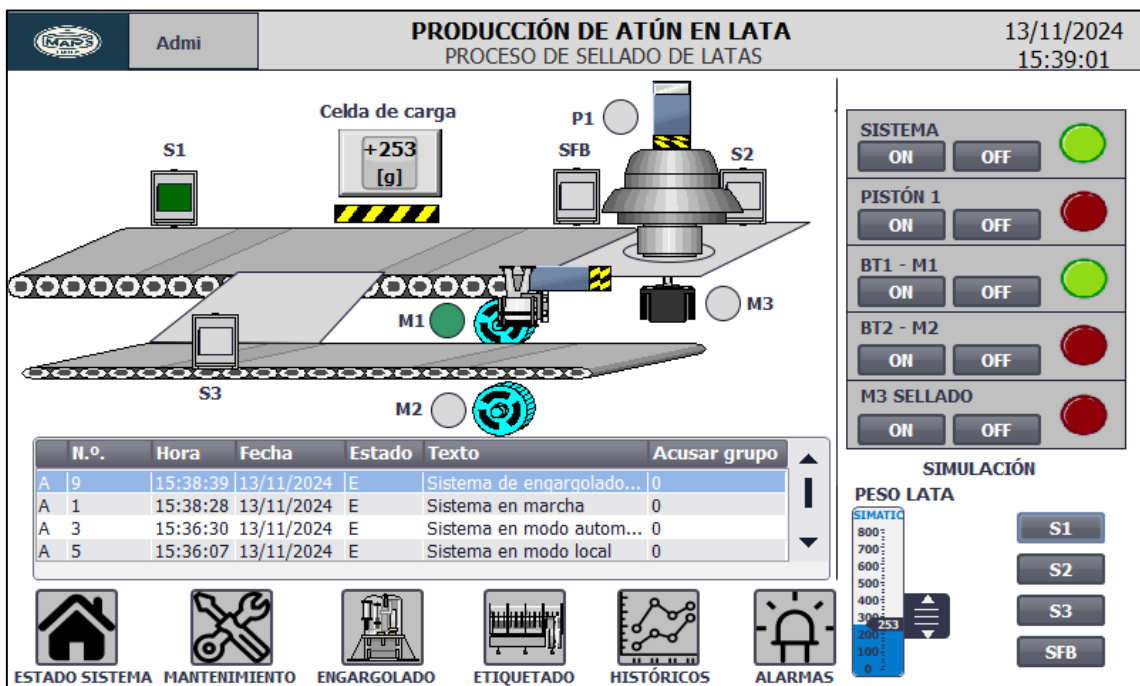 MAPS
Admi
PRODUCCIÓN DE ATÚN EN LATA
PROCESO DE SELLADO DE LATAS
13/11/2024
15:39:01
Celda de carga
+253
[g]
S1
P1
SFB
S2
M1
M3
S3
M2
SISTEMA
ON OFF
PISTÓN 1
ON OFF
BT1 - M1
ON OFF
BT2 - M2
ON OFF
M3 SELLADO
ON OFF
N.º. Hora Fecha Estado Texto Acusar grupo
A 9 15:38:39 13/11/2024 E Sistema de engargolado... 0
A 1 15:38:28 13/11/2024 E Sistema en marcha 0
A 3 15:36:30 13/11/2024 E Sistema en modo autom... 0
A 5 15:36:07 13/11/2024 E Sistema en modo local 0
SIMULACIÓN
PESO LATA
SIMATIC
800
700
600
500
400
300
253
200
100
0
S1
S2
S3
SFB
ESTADO SISTEMA MANTENIMIENTO ENGARGOLADO ETIQUETADO HISTÓRICOS ALARMAS